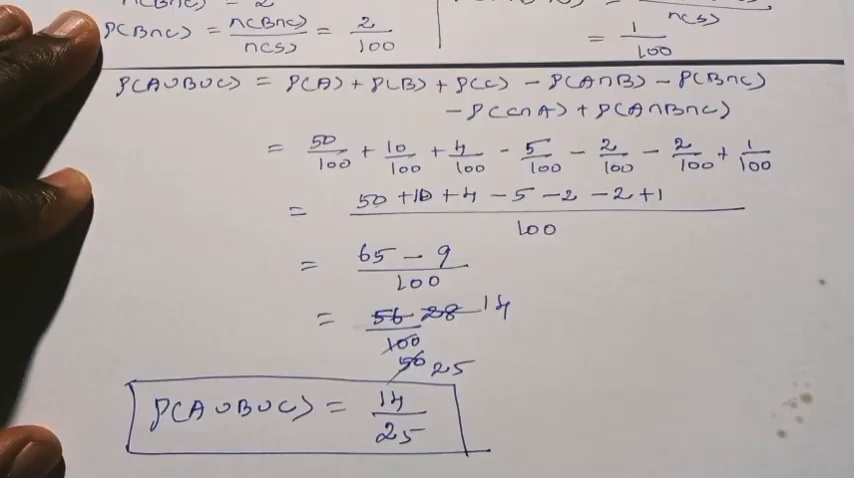 n(B∩C) = 2
P(B∩C) = n(B∩C)/n(S) = 2/100
n(S)
= 1/100
P(A∪B∪C) = P(A) + P(B) + P(C) - P(A∩B) - P(B∩C)
- P(C∩A) + P(A∩B∩C)
= 50/100 + 10/100 + 4/100 - 5/100 - 2/100 - 2/100 + 1/100
= 50 + 10 + 4 - 5 - 2 - 2 + 1 / 100
= 65 - 9 / 100
= 56 28 14 / 100 50 25
P(A∪B∪C) = 14/25